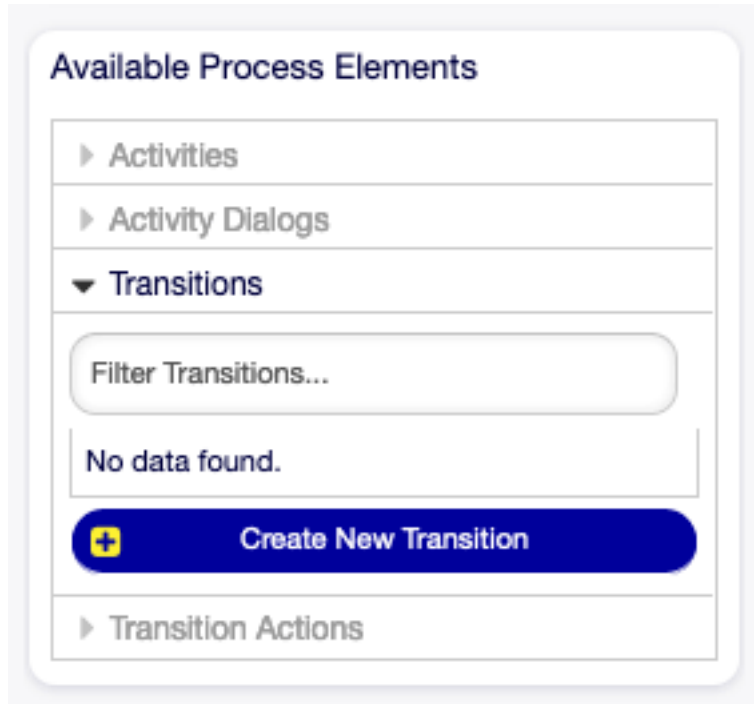 Available Process Elements
Activities
Activity Dialogs
Transitions
Filter Transitions...
No data found.
Create New Transition
Transition Actions